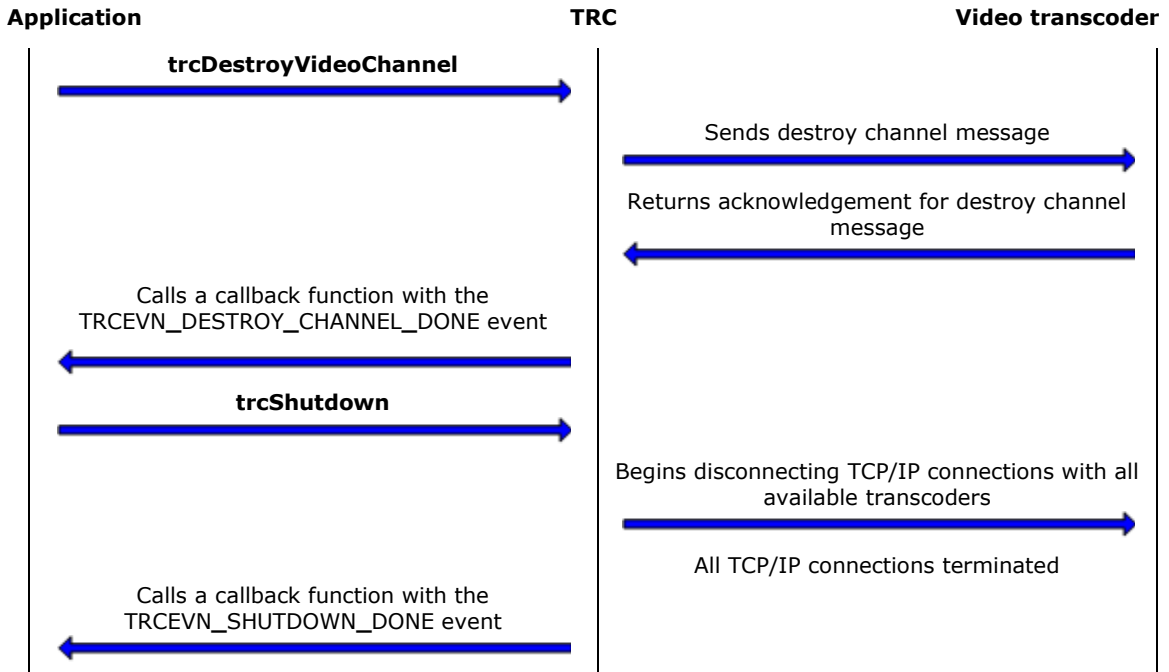 Application TRC Video transcoder
trcDestroyVideoChannel
Sends destroy channel message
Returns acknowledgement for destroy channel
message
Calls a callback function with the
TRCEVN_DESTROY_CHANNEL_DONE event
trcShutdown
Begins disconnecting TCP/IP connections with all
available transcoders
All TCP/IP connections terminated
Calls a callback function with the
TRCEVN_SHUTDOWN_DONE event